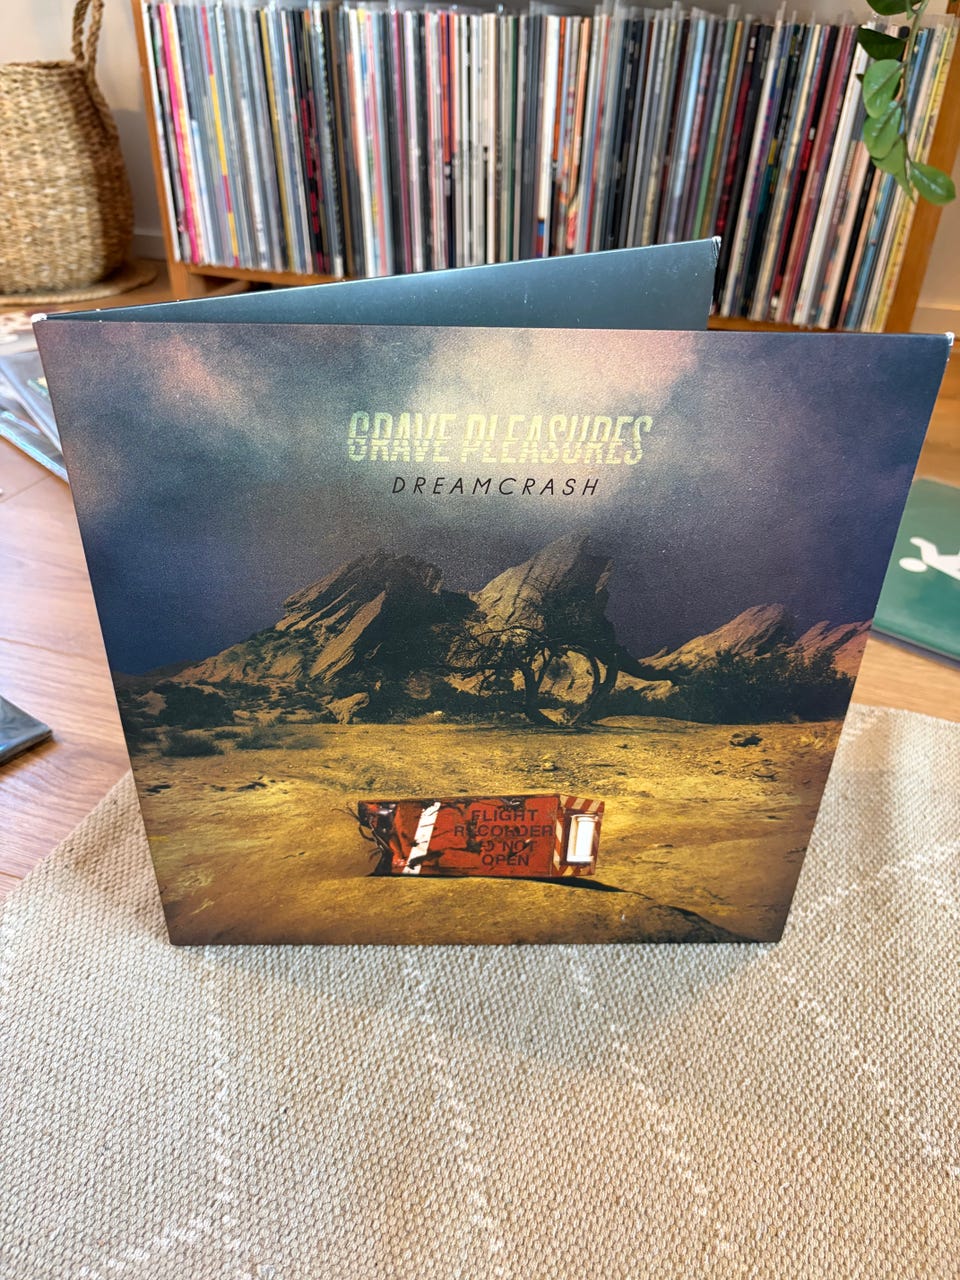 GRAVE PLEASURES
DREAMCRASH
FLIGHT
RECORDER
DO NOT
OPEN